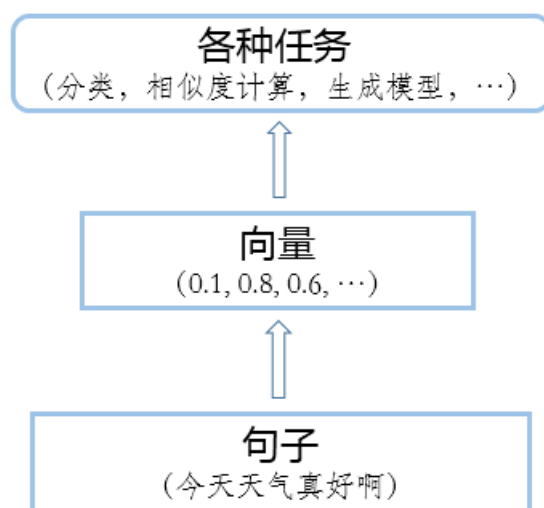 各种任务
（分类，相似度计算，生成模型，…）
向量
（0.1, 0.8, 0.6, …）
句子
（今天天气真好啊）